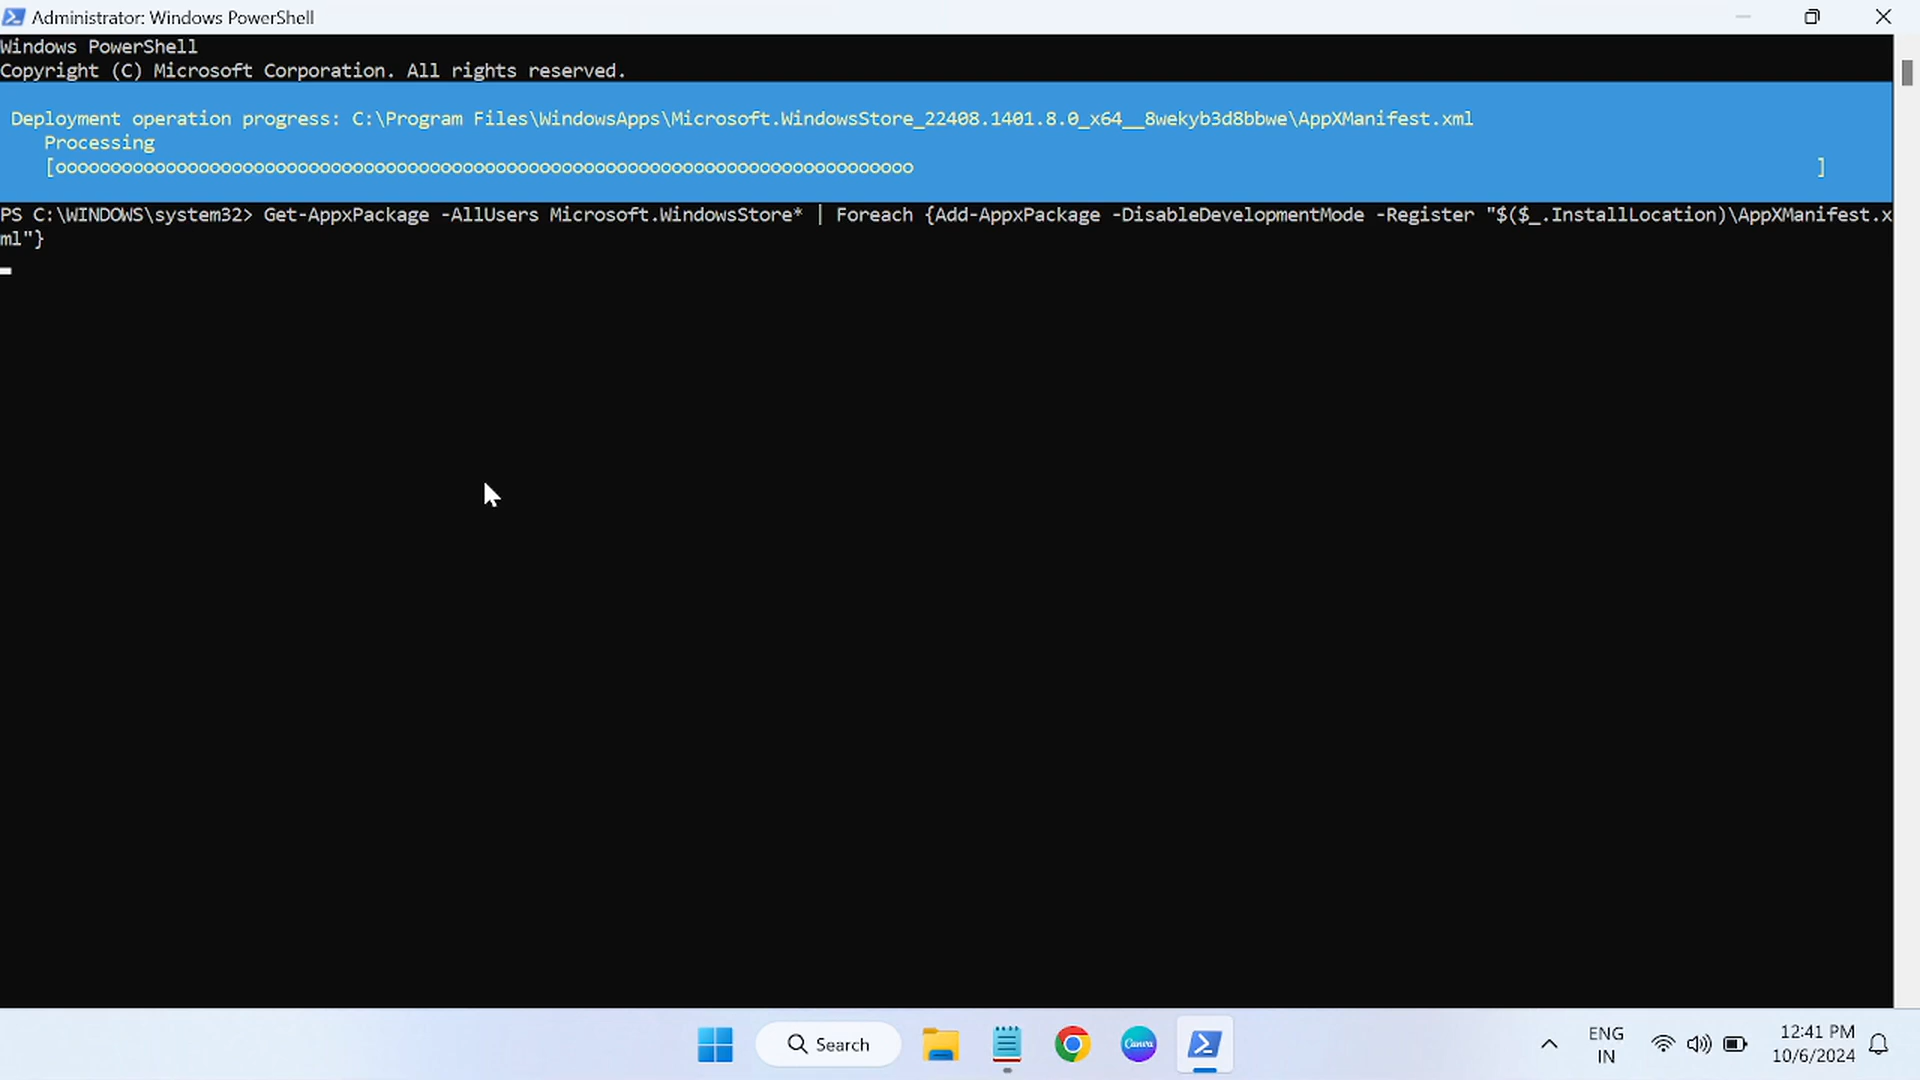 Administrator: Windows PowerShell
Windows PowerShell
Copyright (C) Microsoft Corporation. All rights reserved.
Deployment operation progress: C:\Program Files\WindowsApps\Microsoft.WindowsStore_22408.1401.8.0_x64__8wekyb3d8bbwe\AppXManifest.xml
Processing
[oooooooooooooooooooooooooooooooooooooooooooooooooooooooooooooooooooooooooooooo ]
PS C:\WINDOWS\system32> Get-AppxPackage -AllUsers Microsoft.WindowsStore* | Foreach {Add-AppxPackage -DisableDevelopmentMode -Register "$($_.InstallLocation)\AppXManifest.x
ml"}
Search
Canva
ENG
IN
12:41 PM
10/6/2024